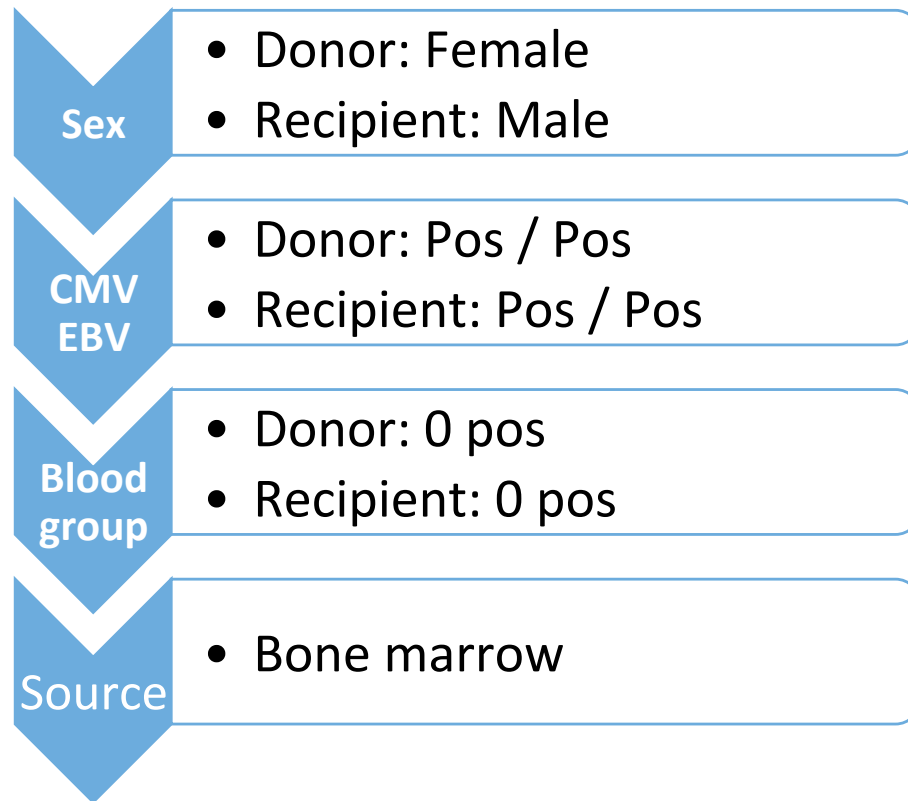 Sex
• Donor: Female
• Recipient: Male
CMV
EBV
• Donor: Pos / Pos
• Recipient: Pos / Pos
Blood
group
• Donor: 0 pos
• Recipient: 0 pos
Source
• Bone marrow